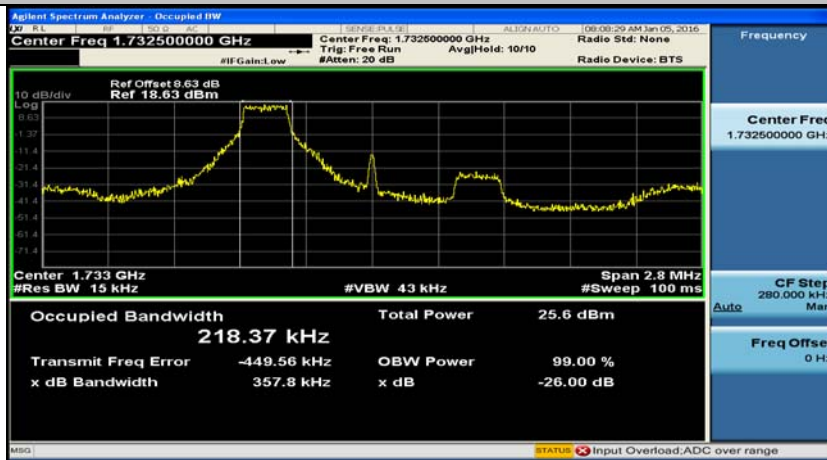 Agilent Spectrum Analyzer - Occupied BW
LXI RL RF 50 Ω AC SENSE:PULSE ALIGN AUTO 08:08:29 AM Jan 05, 2016
Center Freq 1.732500000 GHz Center Freq: 1.732500000 GHz Radio Std: None
Trig: Free Run Avg|Hold: 10/10
#IFGain:Low #Atten: 20 dB Radio Device: BTS
Ref Offset 8.63 dB
10 dB/div Ref 18.63 dBm
Log
8.63
-1.37
-11.4
-21.4
-31.4
-41.4
-51.4
-61.4
-71.4
Center 1.733 GHz Span 2.8 MHz
#Res BW 15 kHz #VBW 43 kHz #Sweep 100 ms
Occupied Bandwidth Total Power 25.6 dBm
218.37 kHz
Transmit Freq Error -449.56 kHz OBW Power 99.00 %
x dB Bandwidth 357.8 kHz x dB -26.00 dB
MSG STATUS Input Overload;ADC over range
Frequency
Center Freq
1.732500000 GHz
CF Step
280.000 kHz
Auto Man
Freq Offset
0 Hz